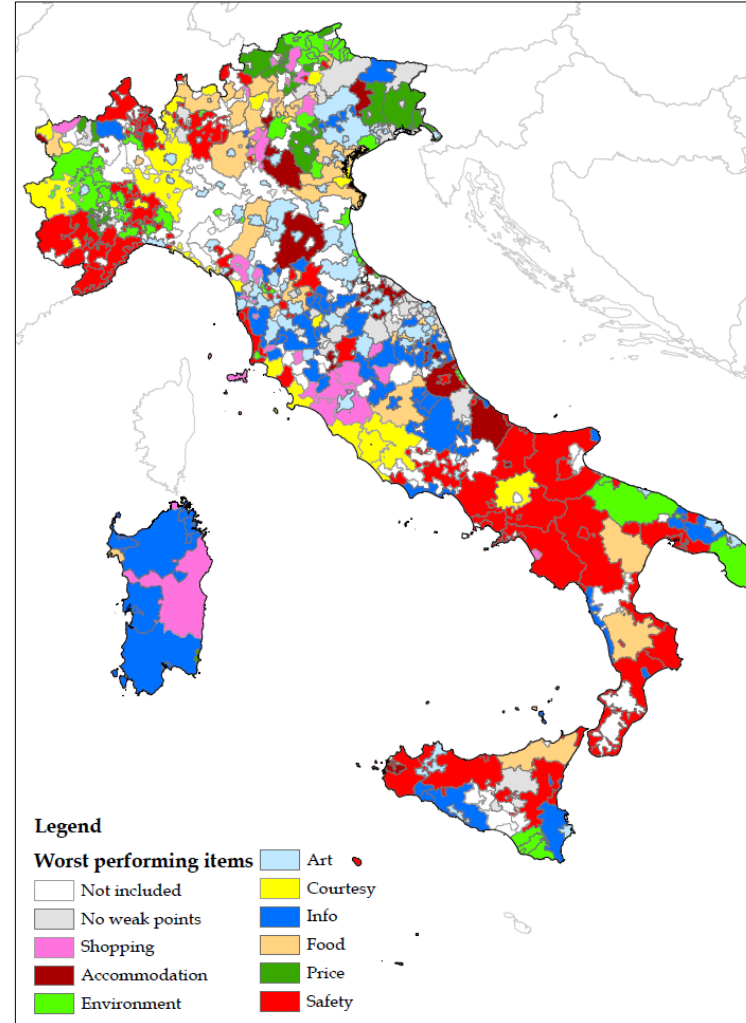 Legend
Worst performing items
Not included
No weak points
Shopping
Accommodation
Environment
Art
Courtesy
Info
Food
Price
Safety